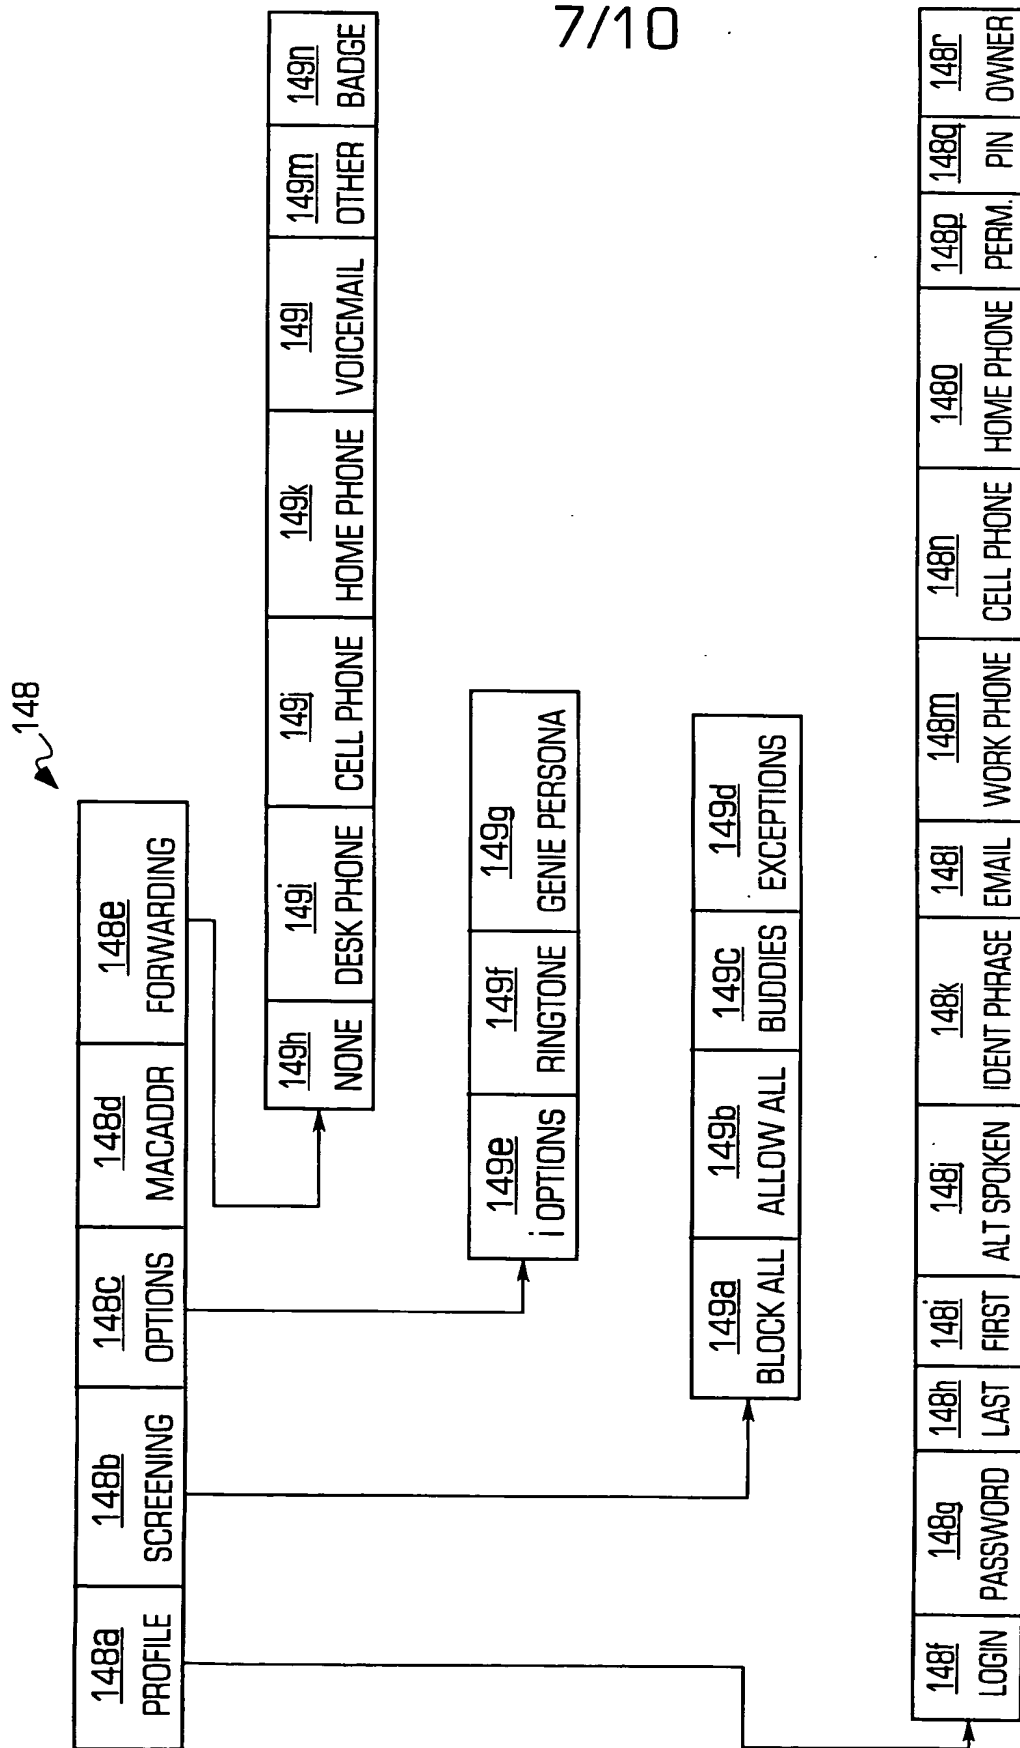 7/10
148
148a
PROFILE
148b
SCREENING
148c
OPTIONS
148d
MACADDR
148e
FORWARDING
149h
NONE
149i
DESK PHONE
149j
CELL PHONE
149k
HOME PHONE
149l
VOICEMAIL
149m
OTHER
149n
BADGE
149e
i OPTIONS
149f
RINGTONE
149g
GENIE PERSONA
149a
BLOCK ALL
149b
ALLOW ALL
149c
BUDDIES
149d
EXCEPTIONS
148f
LOGIN
148g
PASSWORD
148h
LAST
148i
FIRST
148j
ALT SPOKEN
148k
IDENT PHRASE
148l
EMAIL
148m
WORK PHONE
148n
CELL PHONE
148o
HOME PHONE
148p
PERM.
148q
PIN
148r
OWNER